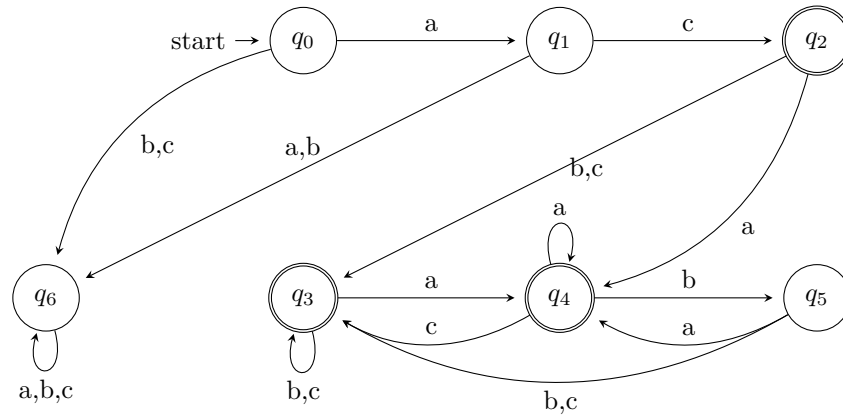 start q0 a q1 c q2
b,c a,b b,c a
a
q6 q3 a q4 b q5
c a
a,b,c b,c b,c